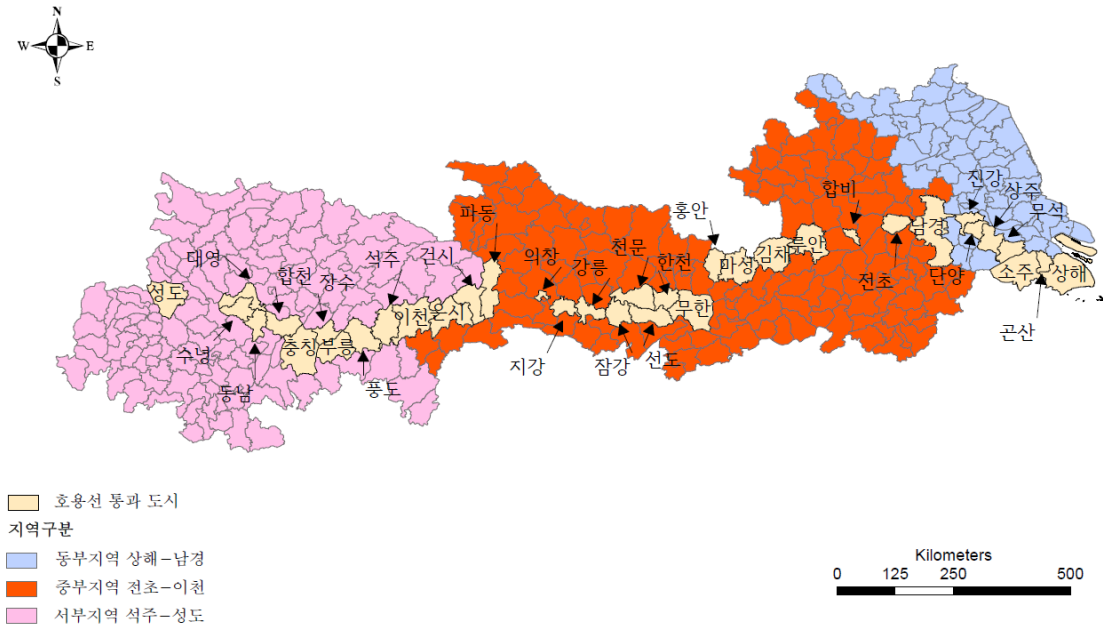 N
W E
S
합비
진강
상주
무석
홍안
파동
남경
천문
의창
건시
한천
강릉
대영
석주
합천
장수
마성
김채
륙안
전초
단양
성도
소주
상해
이천
은시
무한
곤산
수녕
충칭
부릉
지강
잠강
선도
동남
풍도
호용선 통과 도시
지역구분
동부지역 상해-남경
중부지역 전초-이천
서부지역 석주-성도
Kilometers
0 125 250 500